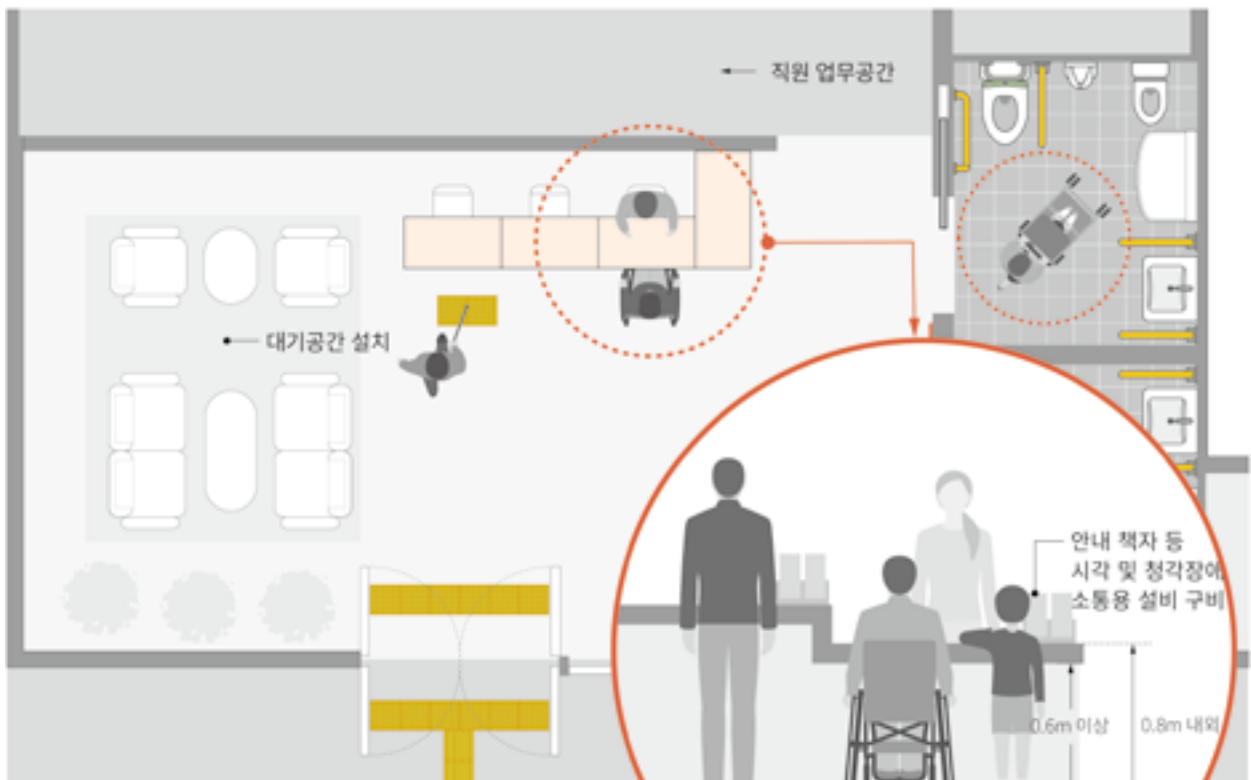 직원 업무공간
대기공간 설치
안내 책자 등
시각 및 청각장애
소통용 설비 구비
0.6m 이상
0.8m 내외